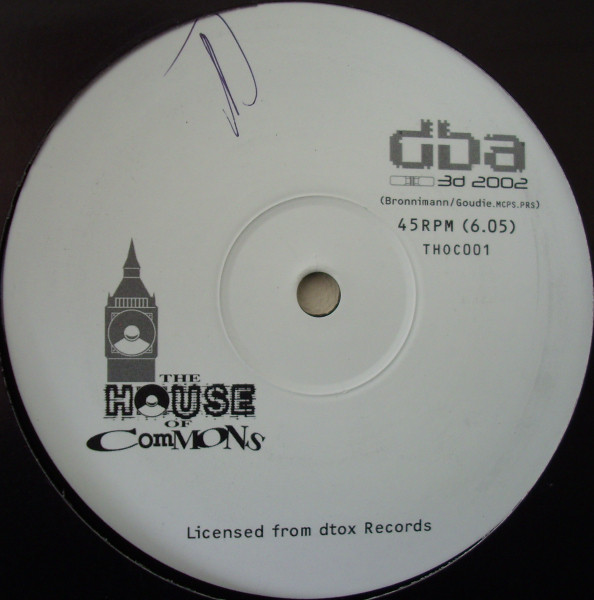 dba
3d 2002
(Bronnimann/Goudie.MCPS.PRS)
45RPM (6.05)
THOC001
THE
HOUSE
OF
COMMONS
Licensed from dtox Records